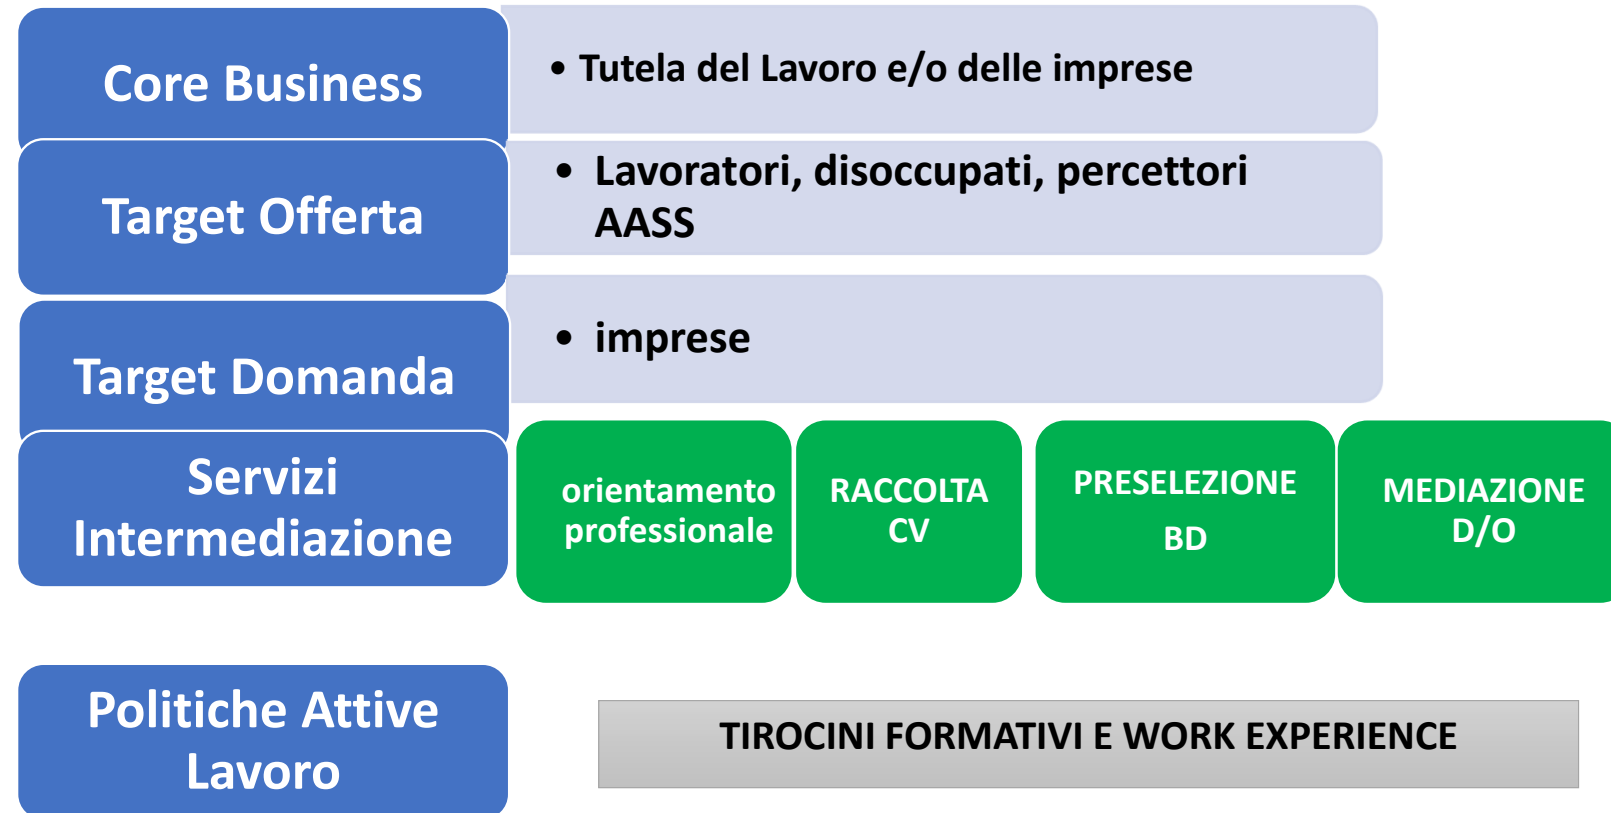 Core Business
• Tutela del Lavoro e/o delle imprese
Target Offerta
• Lavoratori, disoccupati, percettori
AASS
Target Domanda
• imprese
Servizi
Intermediazione
orientamento
professionale
RACCOLTA
CV
PRESELEZIONE
BD
MEDIAZIONE
D/O
Politiche Attive
Lavoro
TIROCINI FORMATIVI E WORK EXPERIENCE